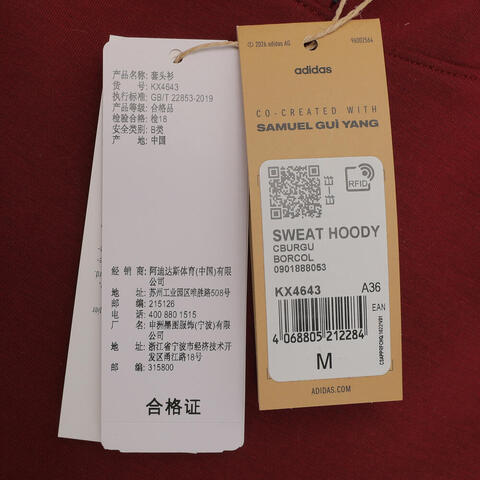 产品名称: 套头衫
货 号: KX4643
执行标准: GB/T 22853-2019
产品等级: 合格品
检验合格: 检18
安全类别: B类
产 地: 中国
经 销 商: 阿迪达斯体育(中国)有限
公司
地址: 苏州工业园区唯胜路508号
邮编: 215126
电话: 400 880 1515
厂 名: 申洲墨图服饰(宁波)有限
公司
地址: 浙江省宁波市经济技术开
发区甬江路18号
邮编: 315800
合格证
© 2026 adidas AG
96002564
adidas
CO-CREATED WITH
SAMUEL GUÌ YANG
RFID
SWEAT HOODY
CBURGU
BORCOL
0901888053
KX4643 A36
EAN
4 068805 212284
M
ADIDAS.COM